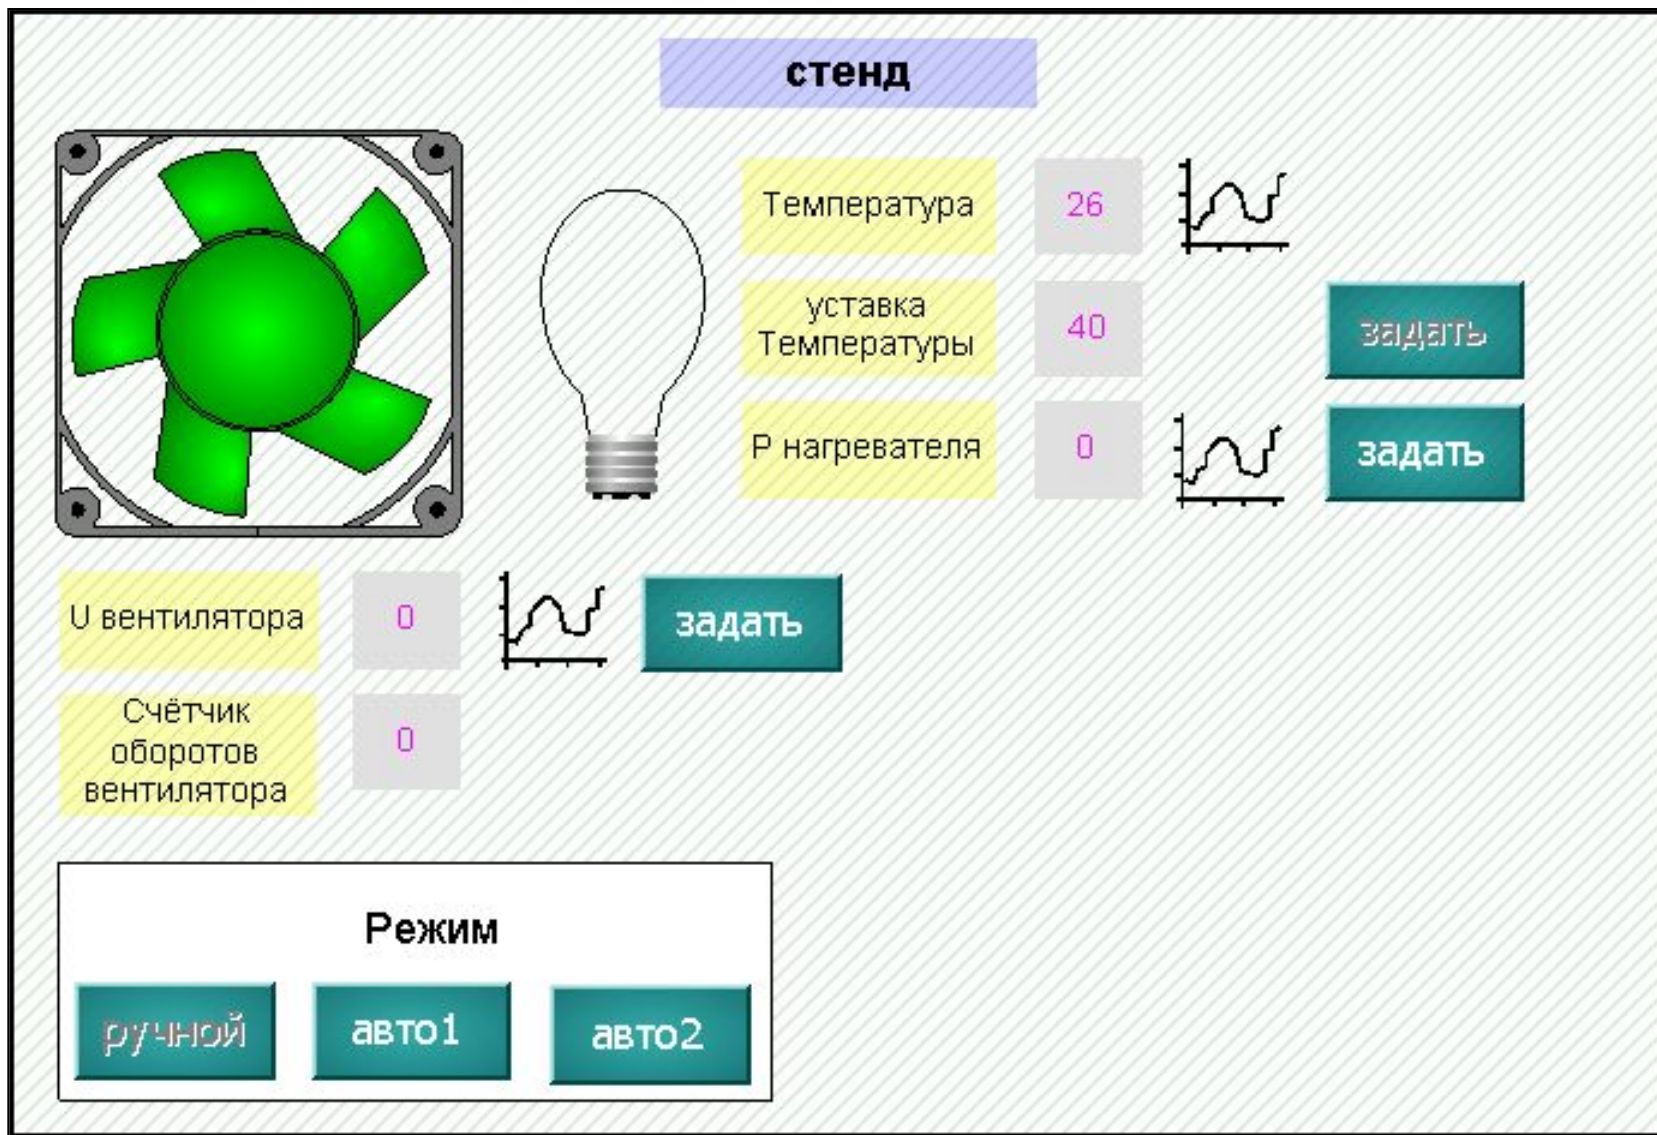 стенд
Температура
26
уставка
Температуры
40
задать
Р нагревателя
0
задать
U вентилятора
0
задать
Счётчик
оборотов
вентилятора
0
Режим
ручной
авто1
авто2